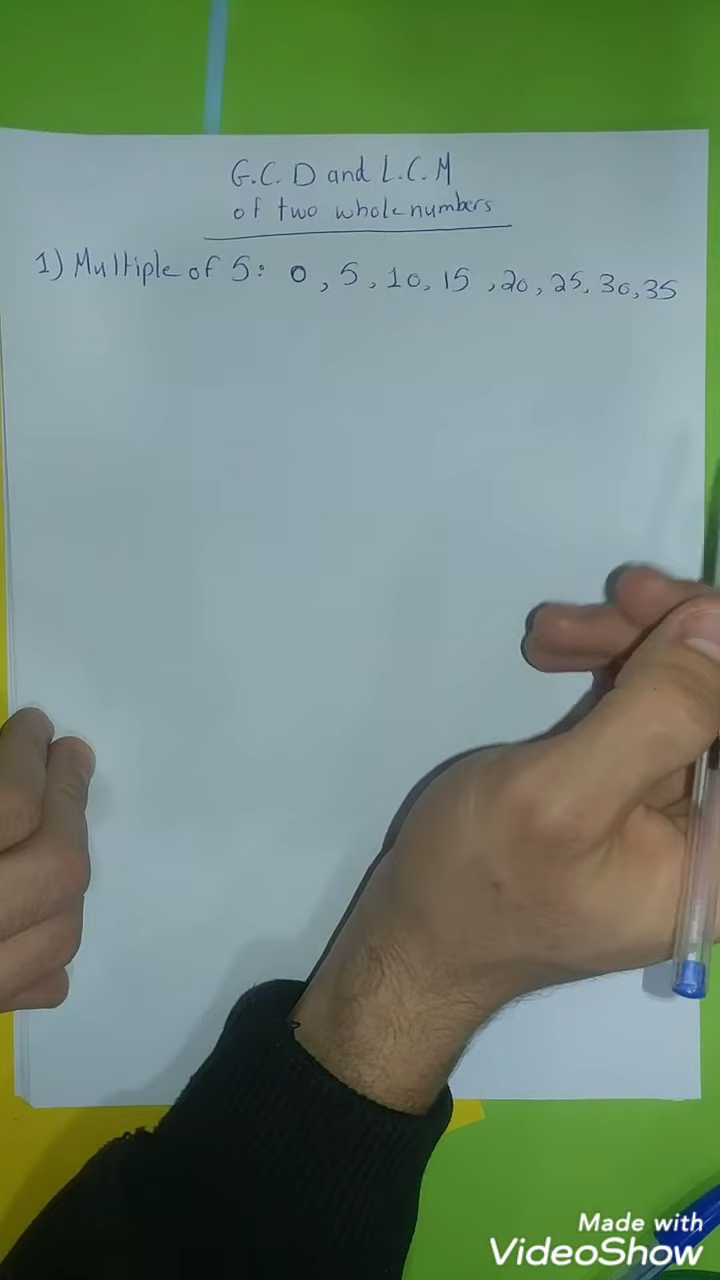 G.C.D and L.C.M
of two whole numbers
1) Multiple of 5: 0, 5, 10, 15, 20, 25, 30, 35
Made with
VideoShow